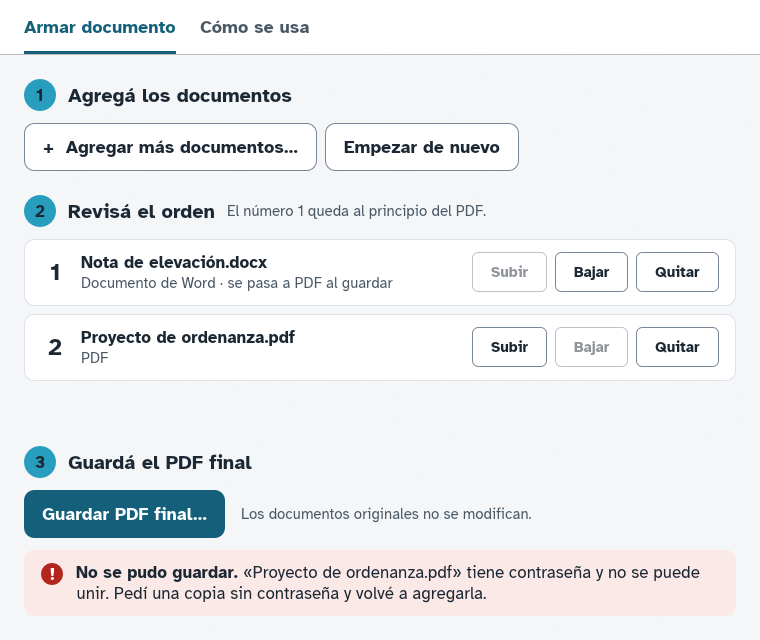 Armar documento Cómo se usa
1 Agregá los documentos
+ Agregar más documentos... Empezar de nuevo
2 Revisá el orden El número 1 queda al principio del PDF.
1 Nota de elevación.docx
Documento de Word · se pasa a PDF al guardar
Subir Bajar Quitar
2 Proyecto de ordenanza.pdf
PDF
Subir Bajar Quitar
3 Guardá el PDF final
Guardar PDF final... Los documentos originales no se modifican.
! No se pudo guardar. «Proyecto de ordenanza.pdf» tiene contraseña y no se puede
unir. Pedí una copia sin contraseña y volvé a agregarla.